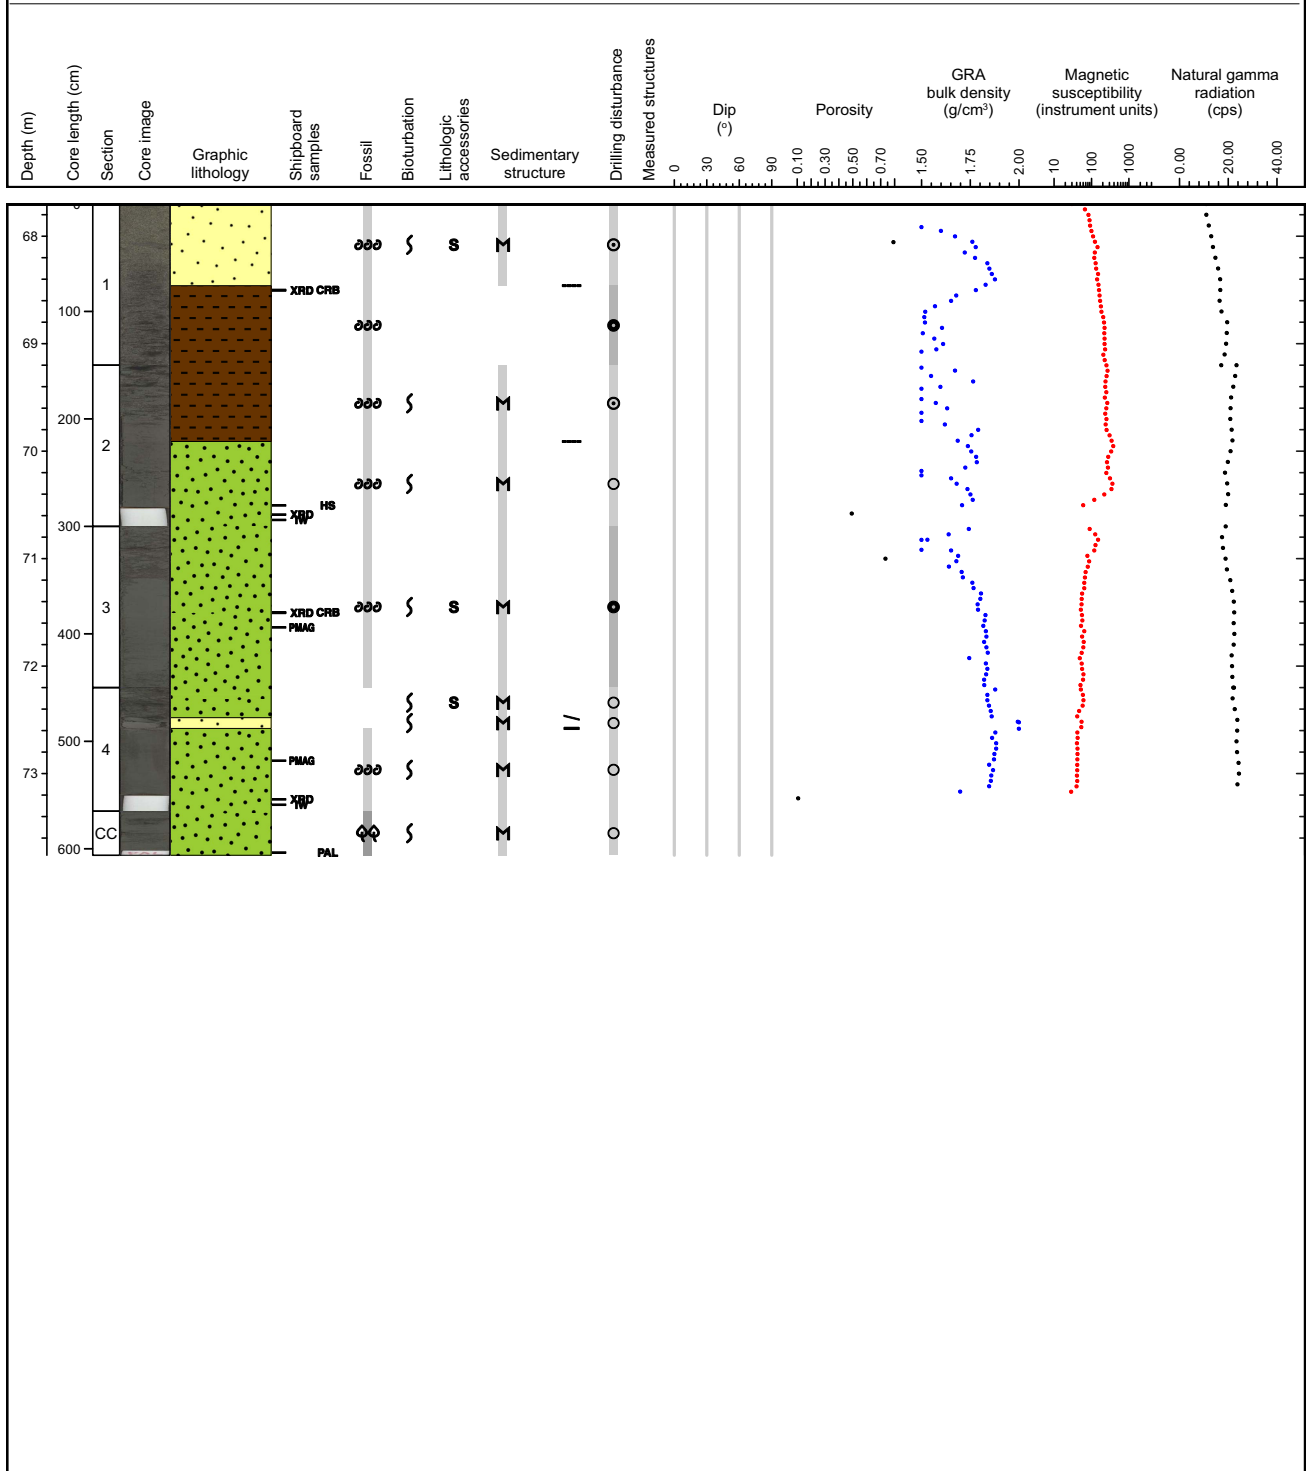 Depth (m)
Core length (cm)
Section
Core image
Graphic
lithology
Shipboard
samples
Fossil
Bioturbation
Lithologic
accessories
Sedimentary
structure
Drilling disturbance
Measured structures
Dip
(°)
0 30 60 90
Porosity
0.10 0.30 0.50 0.70
GRA
bulk density
(g/cm³)
1.50 1.75 2.00
Magnetic
susceptibility
(instrument units)
10 100 1000
Natural gamma
radiation
(cps)
0.00 20.00 40.00
68
S
1
XRD CRB
100
69
200
2
70
HS
XRD
IW
300
71
3
XRD CRB
S
PMAG
400
72
S
4
500
PMAG
73
XRD
IW
CC
600
PAL